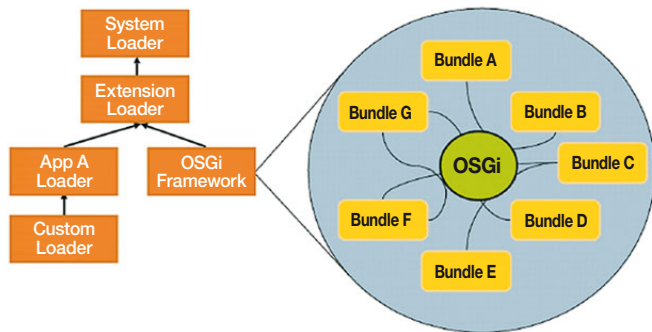 System
Loader
Extension
Loader
App A
Loader
OSGi
Framework
Custom
Loader
Bundle A
Bundle B
Bundle G
Bundle C
OSGi
Bundle F
Bundle D
Bundle E